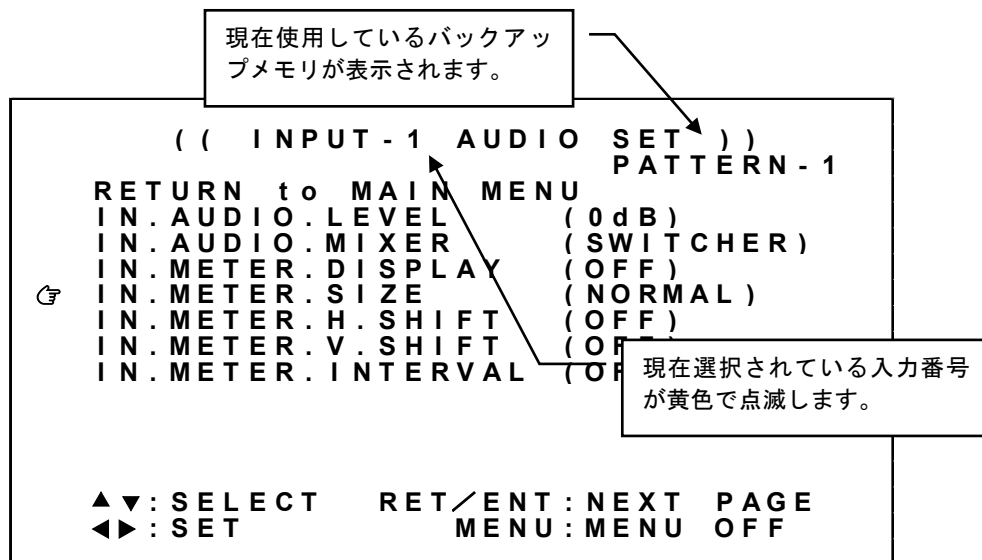 現在使用しているバックアッ
プメモリが表示されます。
(( INPUT-1 AUDIO SET ))
PATTERN-1
RETURN to MAIN MENU
IN.AUDIO.LEVEL (0dB)
IN.AUDIO.MIXER (SWITCHER)
IN.METER.DISPLAY (OFF)
☞ IN.METER.SIZE (NORMAL)
IN.METER.H.SHIFT (OFF)
IN.METER.V.SHIFT
IN.METER.INTERVAL
現在選択されている入力番号
が黄色で点滅します。
▲▼:SELECT RET/ENT:NEXT PAGE
◀▶:SET MENU:MENU OFF